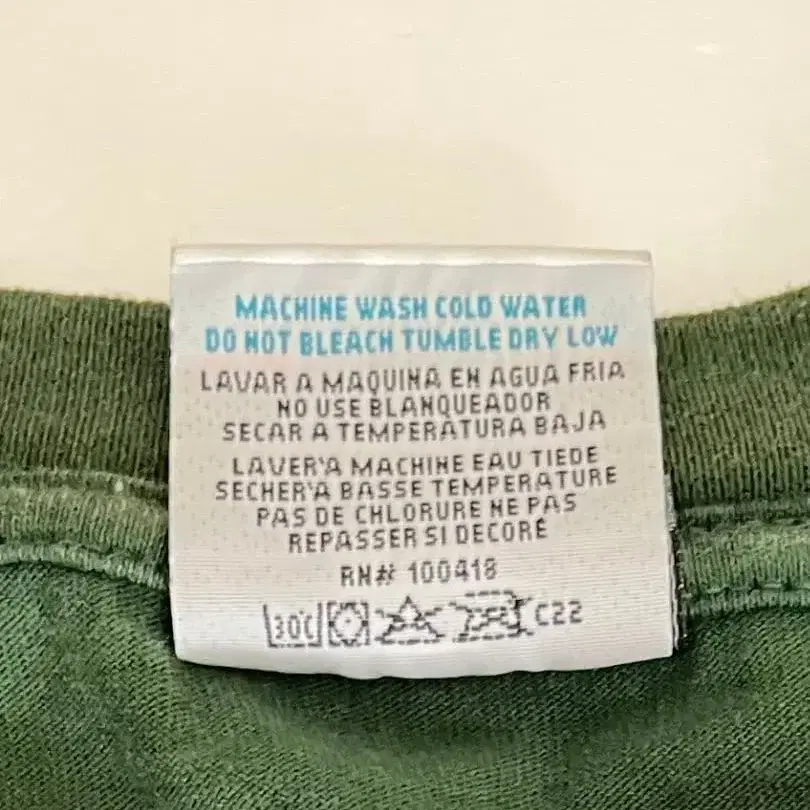 MACHINE WASH COLD WATER
DO NOT BLEACH TUMBLE DRY LOW
LAVAR A MAQUINA EN AGUA FRIA
NO USE BLANQUEADOR
SECAR A TEMPERATURA BAJA
LAVER'A MACHINE EAU TIEDE
SECHER'A BASSE TEMPERATURE
PAS DE CHLORURE NE PAS
REPASSER SI DECORÉ
RN# 100418
30C C22